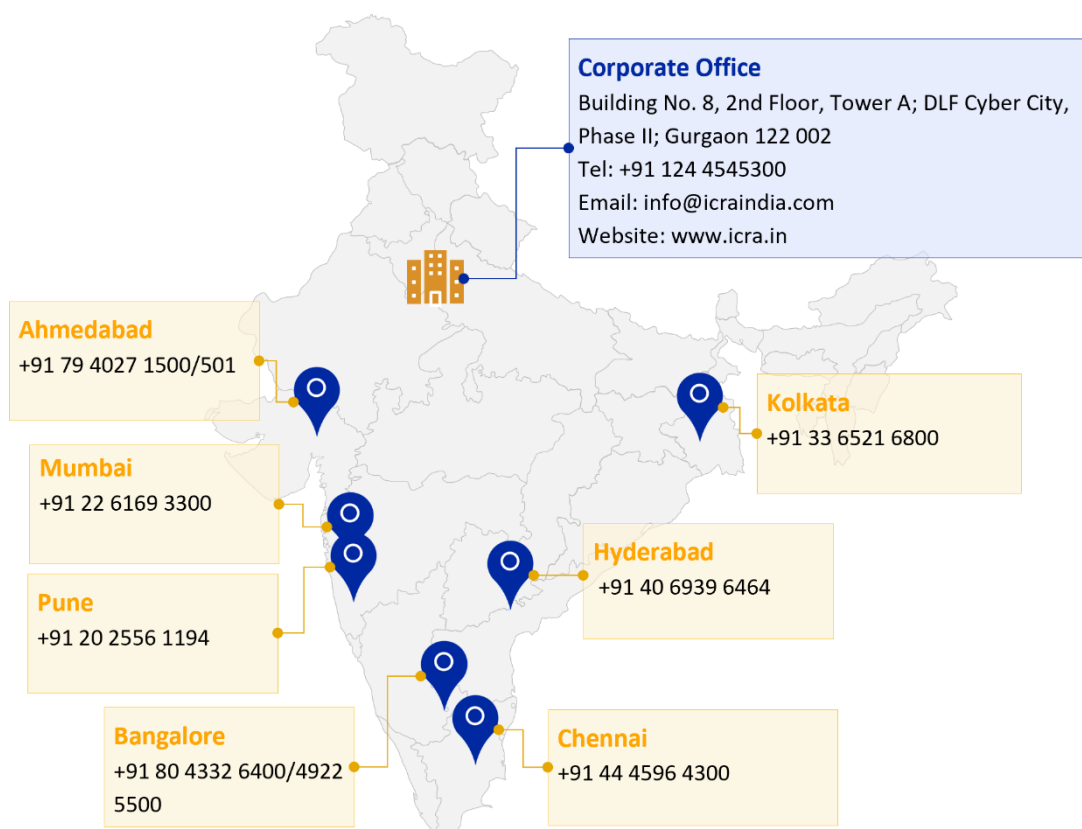 Corporate Office
Building No. 8, 2nd Floor, Tower A; DLF Cyber City,
Phase II; Gurgaon 122 002
Tel: +91 124 4545300
Email: info@icraindia.com
Website: www.icra.in
Ahmedabad
+91 79 4027 1500/501
Kolkata
+91 33 6521 6800
Mumbai
+91 22 6169 3300
Hyderabad
+91 40 6939 6464
Pune
+91 20 2556 1194
Bangalore
+91 80 4332 6400/4922
5500
Chennai
+91 44 4596 4300